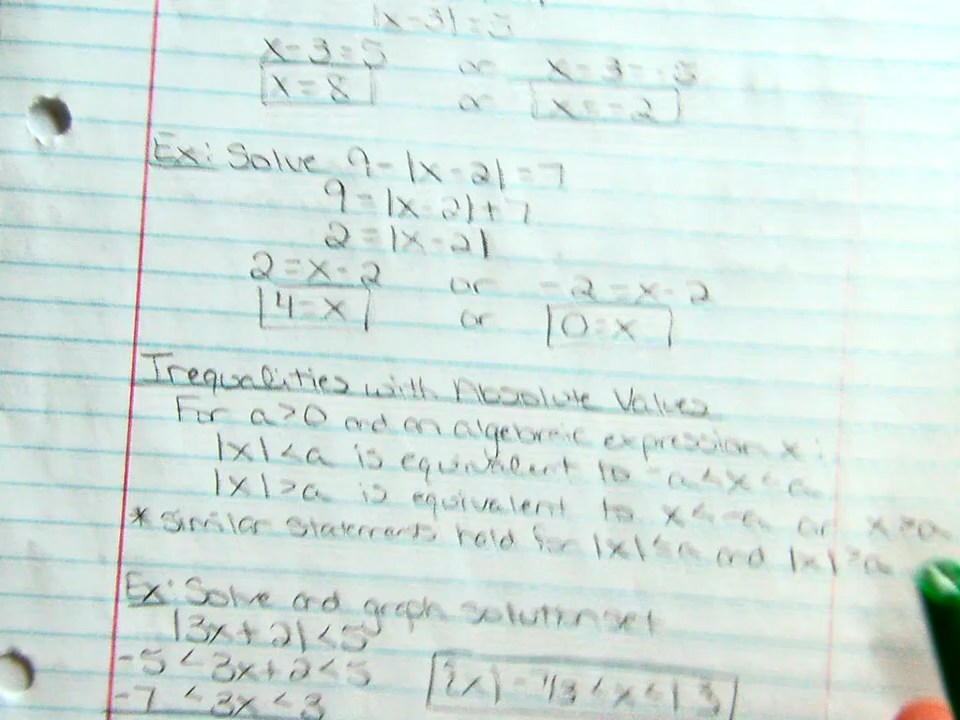 |x-3|=5
x-3=5 or x-3=-5
x=8 or x=-2
Ex: Solve 9-|x-2|=7
9=|x-2|+7
2=|x-2|
2=x-2 or -2=x-2
4=x or 0=x
Inequalities with Absolute Values
For a>0 and an algebraic expression x:
|x|<a is equivalent to -a<x<a
|x|>a is equivalent to x<-a or x>a
*Similar statements hold for |x|≤a and |x|≥a
Ex: Solve and graph solution set
|3x+2|<5
-5<3x+2<5
-7<3x<3 {x|-7/3<x<1}